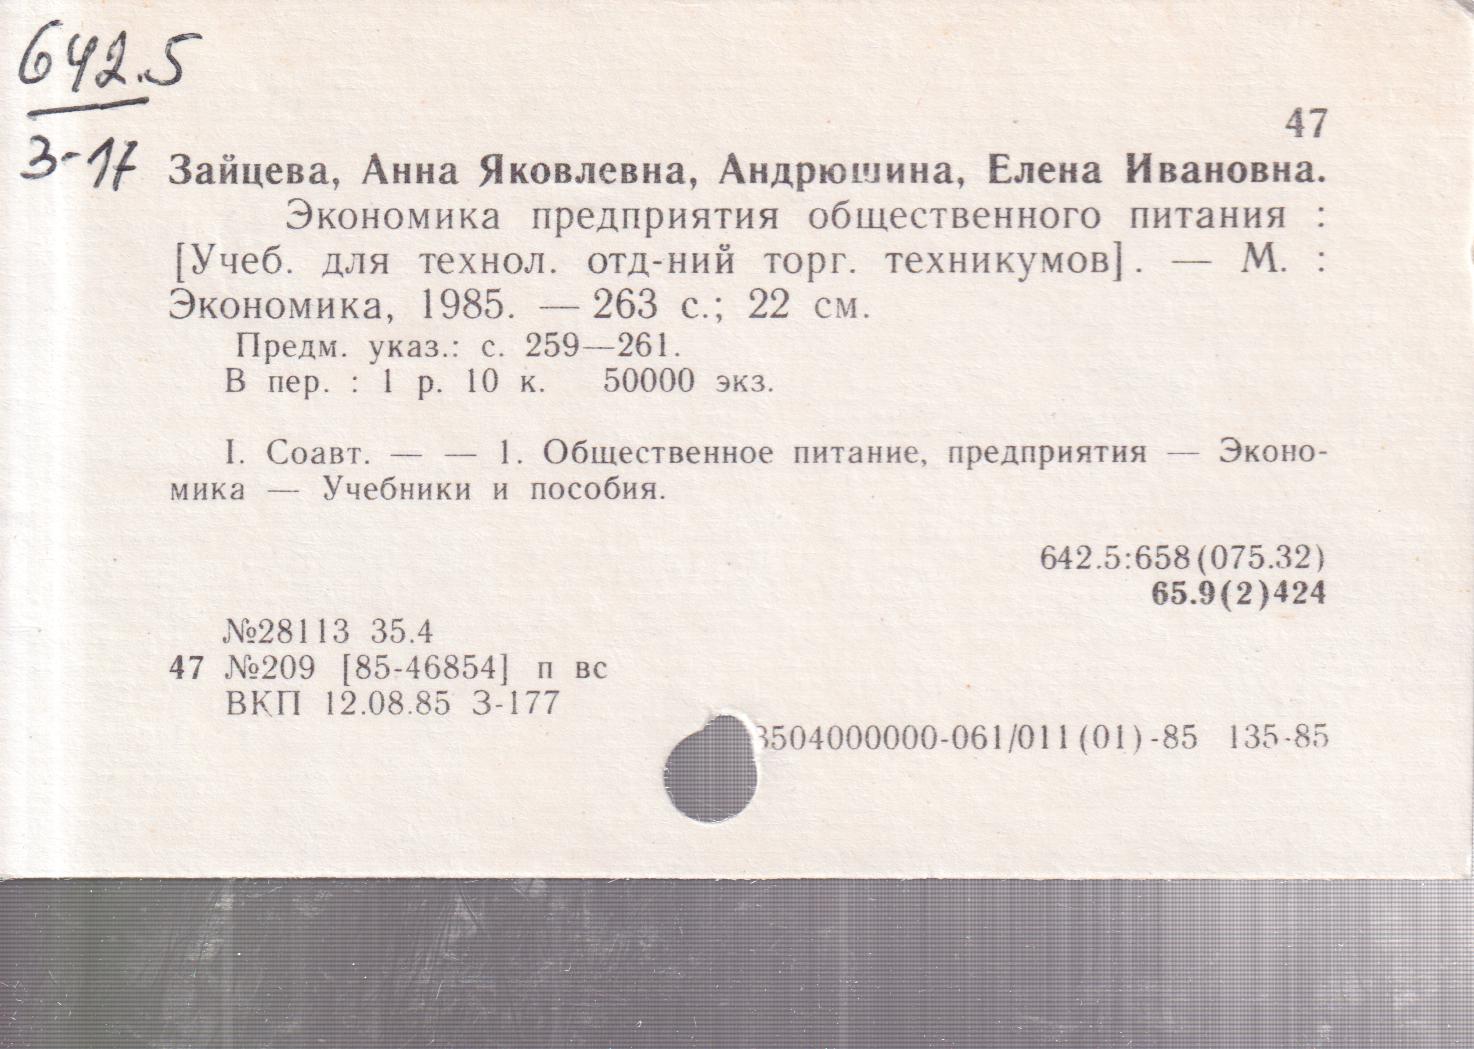 642.5
З-17
47
Зайцева, Анна Яковлевна, Андрюшина, Елена Ивановна.
Экономика предприятия общественного питания :
[Учеб. для технол. отд-ний торг. техникумов]. — М. :
Экономика, 1985. — 263 с.; 22 см.
Предм. указ.: с. 259—261.
В пер. : 1 р. 10 к. 50000 экз.
I. Соавт. — — 1. Общественное питание, предприятия — Эконо-
мика — Учебники и пособия.
642.5:658(075.32)
65.9(2)424
№28113 35.4
47 №209 [85-46854] п вс
ВКП 12.08.85 З-177
3504000000-061/011(01)-85 135-85